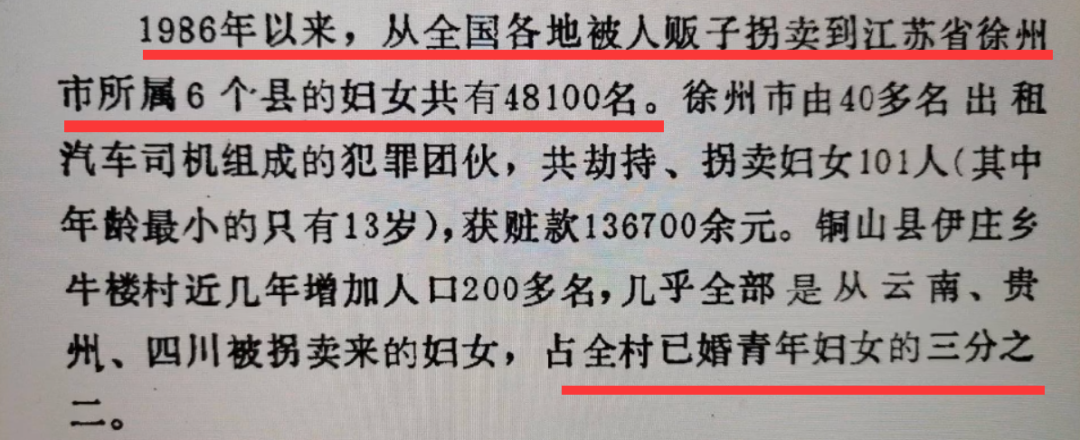 1986年以来，从全国各地被人贩子拐卖到江苏省徐州
市所属6个县的妇女共有48100名。徐州市由40多名出租
汽车司机组成的犯罪团伙，共劫持、拐卖妇女101人(其中
年龄最小的只有13岁)，获赃款136700余元。铜山县伊庄乡
牛楼村近几年增加人口200多名，几乎全部是从云南、贵
州、四川被拐卖来的妇女，占全村已婚青年妇女的三分之
二。